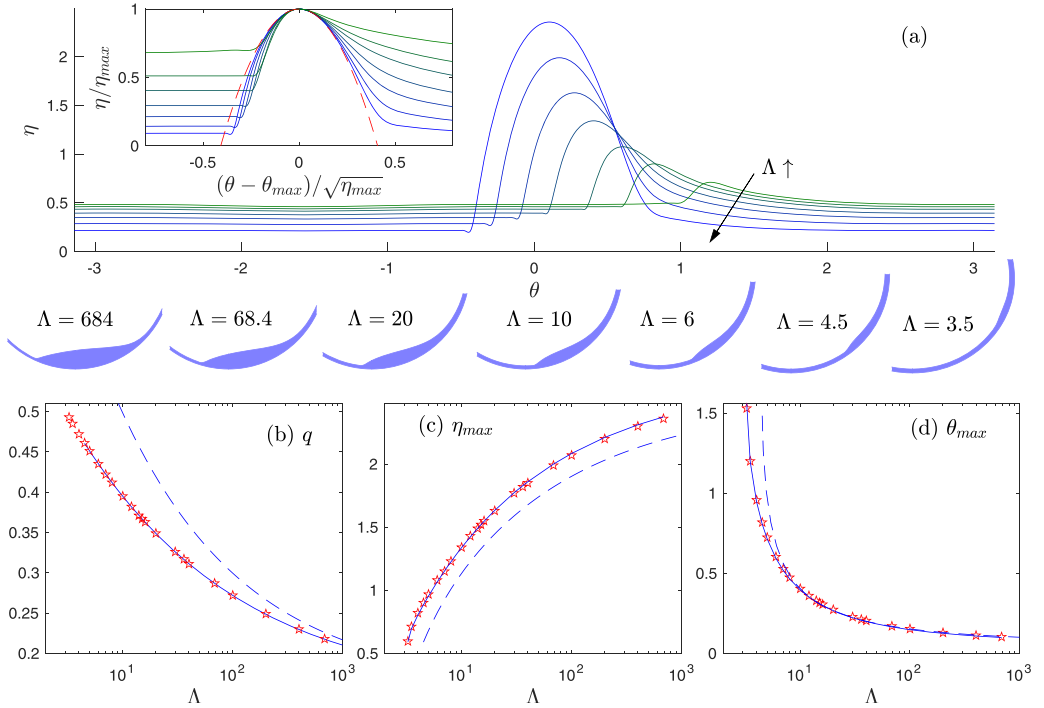 (a)
η
2
1.5
1
0.5
0
-3
-2
-1
0
1
2
3
θ
Λ ↑
η/η_max
1
0.5
0
-0.5
0
0.5
(θ − θ_max)/√η_max
Λ = 684
Λ = 68.4
Λ = 20
Λ = 10
Λ = 6
Λ = 4.5
Λ = 3.5
(b) q
0.5
0.45
0.4
0.35
0.3
0.25
0.2
10^1
10^2
10^3
Λ
(c) η_max
2
1.5
1
0.5
10^1
10^2
10^3
Λ
(d) θ_max
1.5
1
0.5
0
10^1
10^2
10^3
Λ